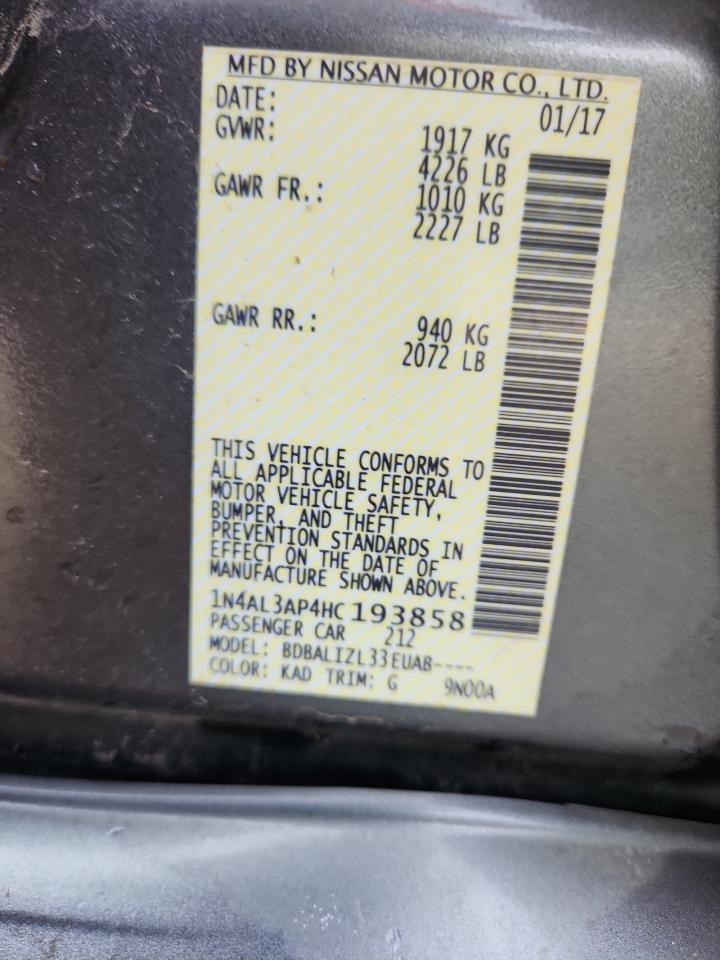 MFD BY NISSAN MOTOR CO., LTD.
DATE: 01/17
GVWR: 1917 KG
4226 LB
GAWR FR.: 1010 KG
2227 LB
GAWR RR.: 940 KG
2072 LB
THIS VEHICLE CONFORMS TO
ALL APPLICABLE FEDERAL
MOTOR VEHICLE SAFETY,
BUMPER, AND THEFT
PREVENTION STANDARDS IN
EFFECT ON THE DATE OF
MANUFACTURE SHOWN ABOVE.
1N4AL3AP4HC193858
PASSENGER CAR 212
MODEL: BDBALIZL33EUAB----
COLOR: KAD TRIM: G 9N00A